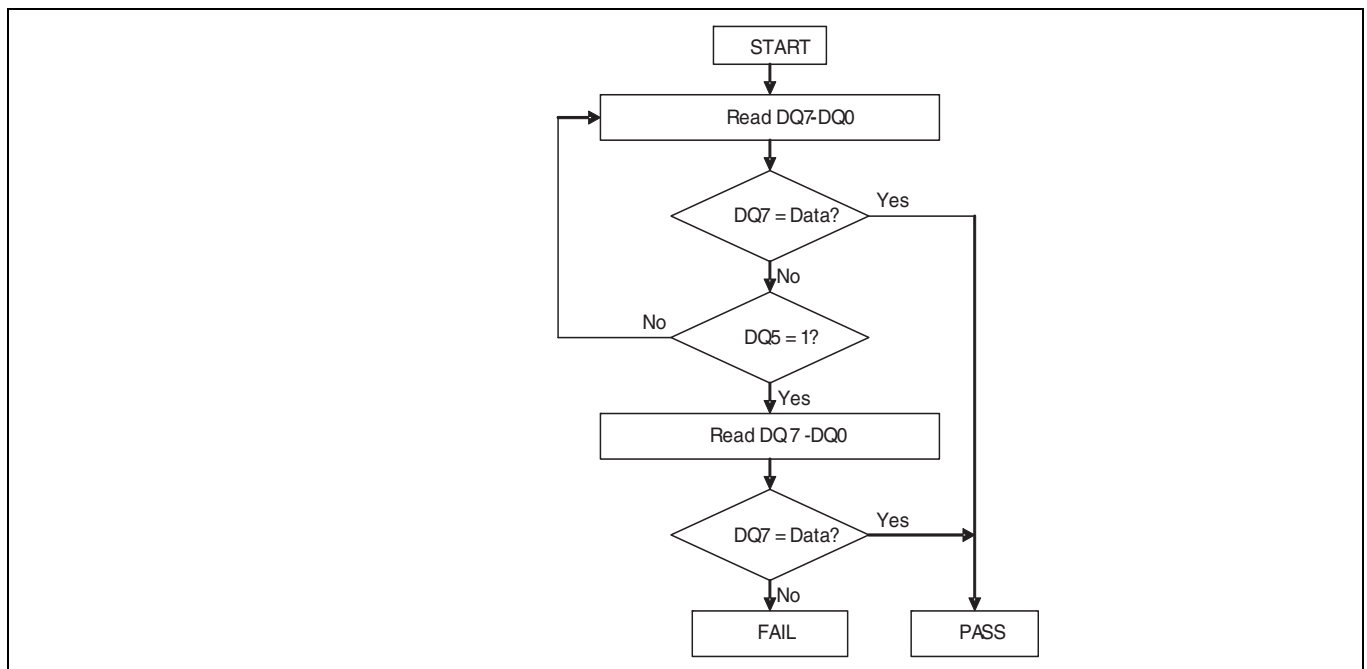 START
Read DQ7-DQ0
DQ7 = Data?
Yes
No
DQ5 = 1?
No
Yes
Read DQ 7 -DQ0
DQ7 = Data?
Yes
No
FAIL
PASS